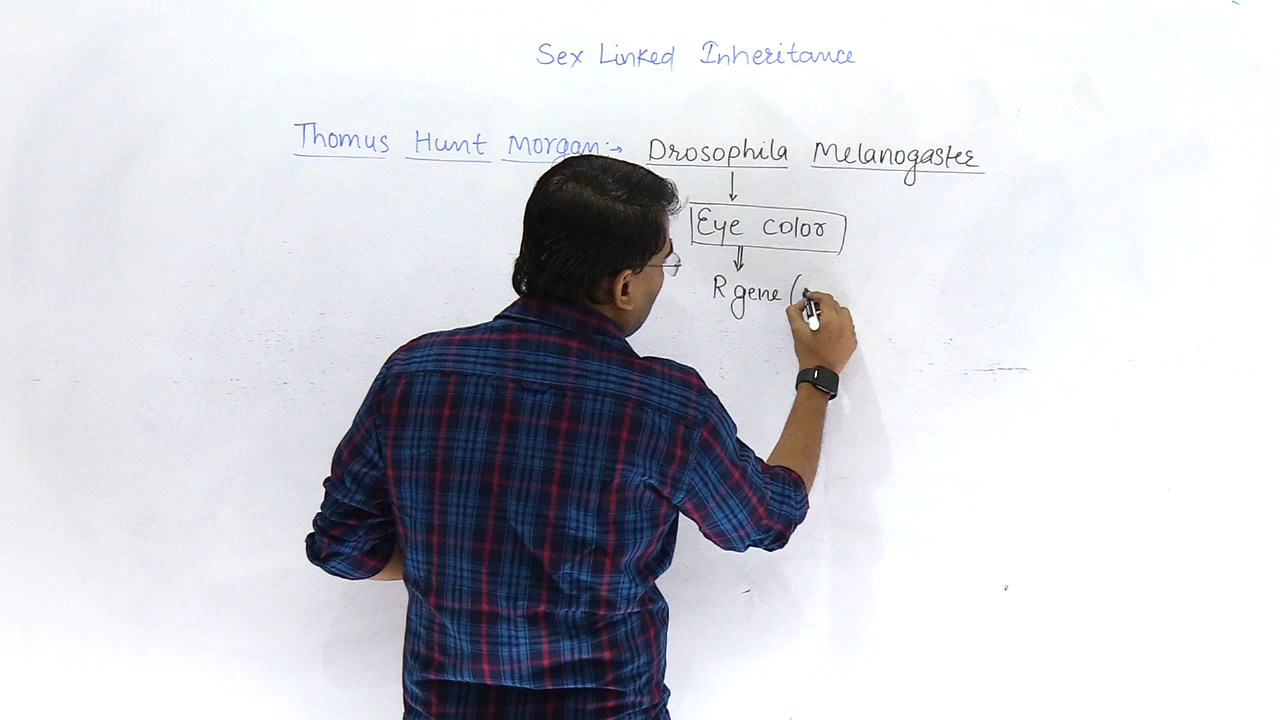 Sex Linked Inheritance
Thomus Hunt Morgan:→ Drosophila Melanogaster
Eye color
R gene (